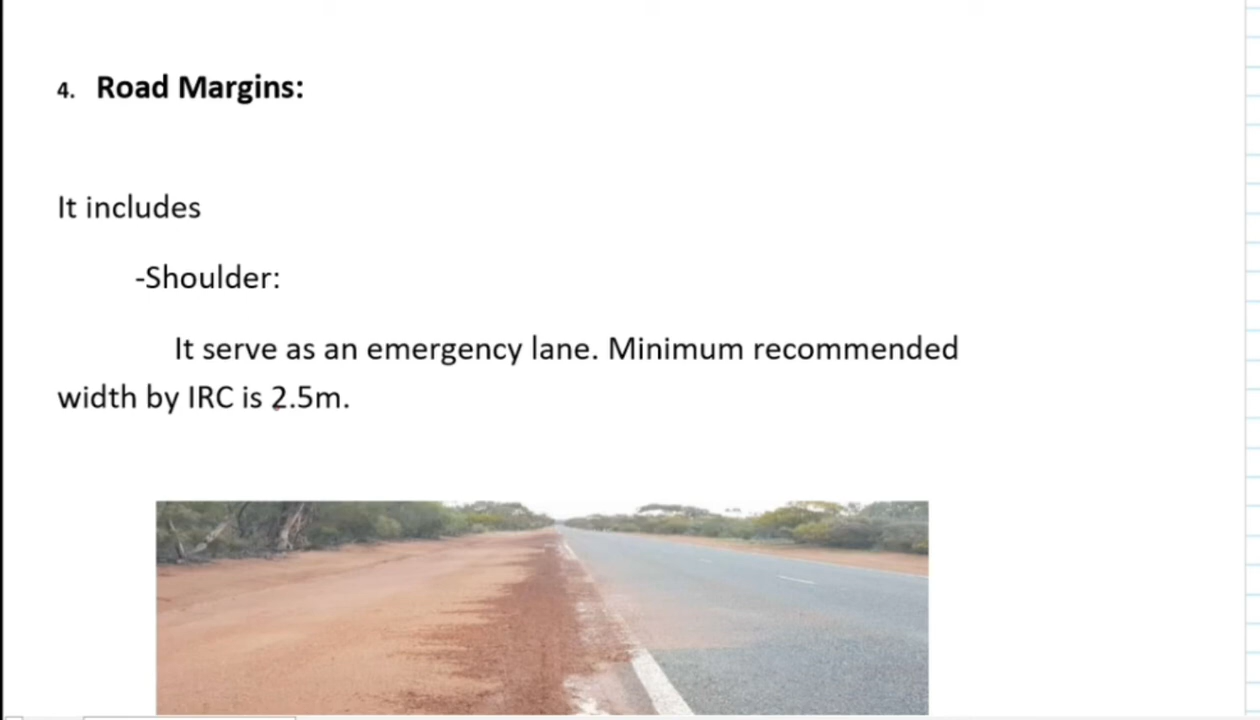 4. Road Margins:
It includes
-Shoulder:
It serve as an emergency lane. Minimum recommended
width by IRC is 2.5m.